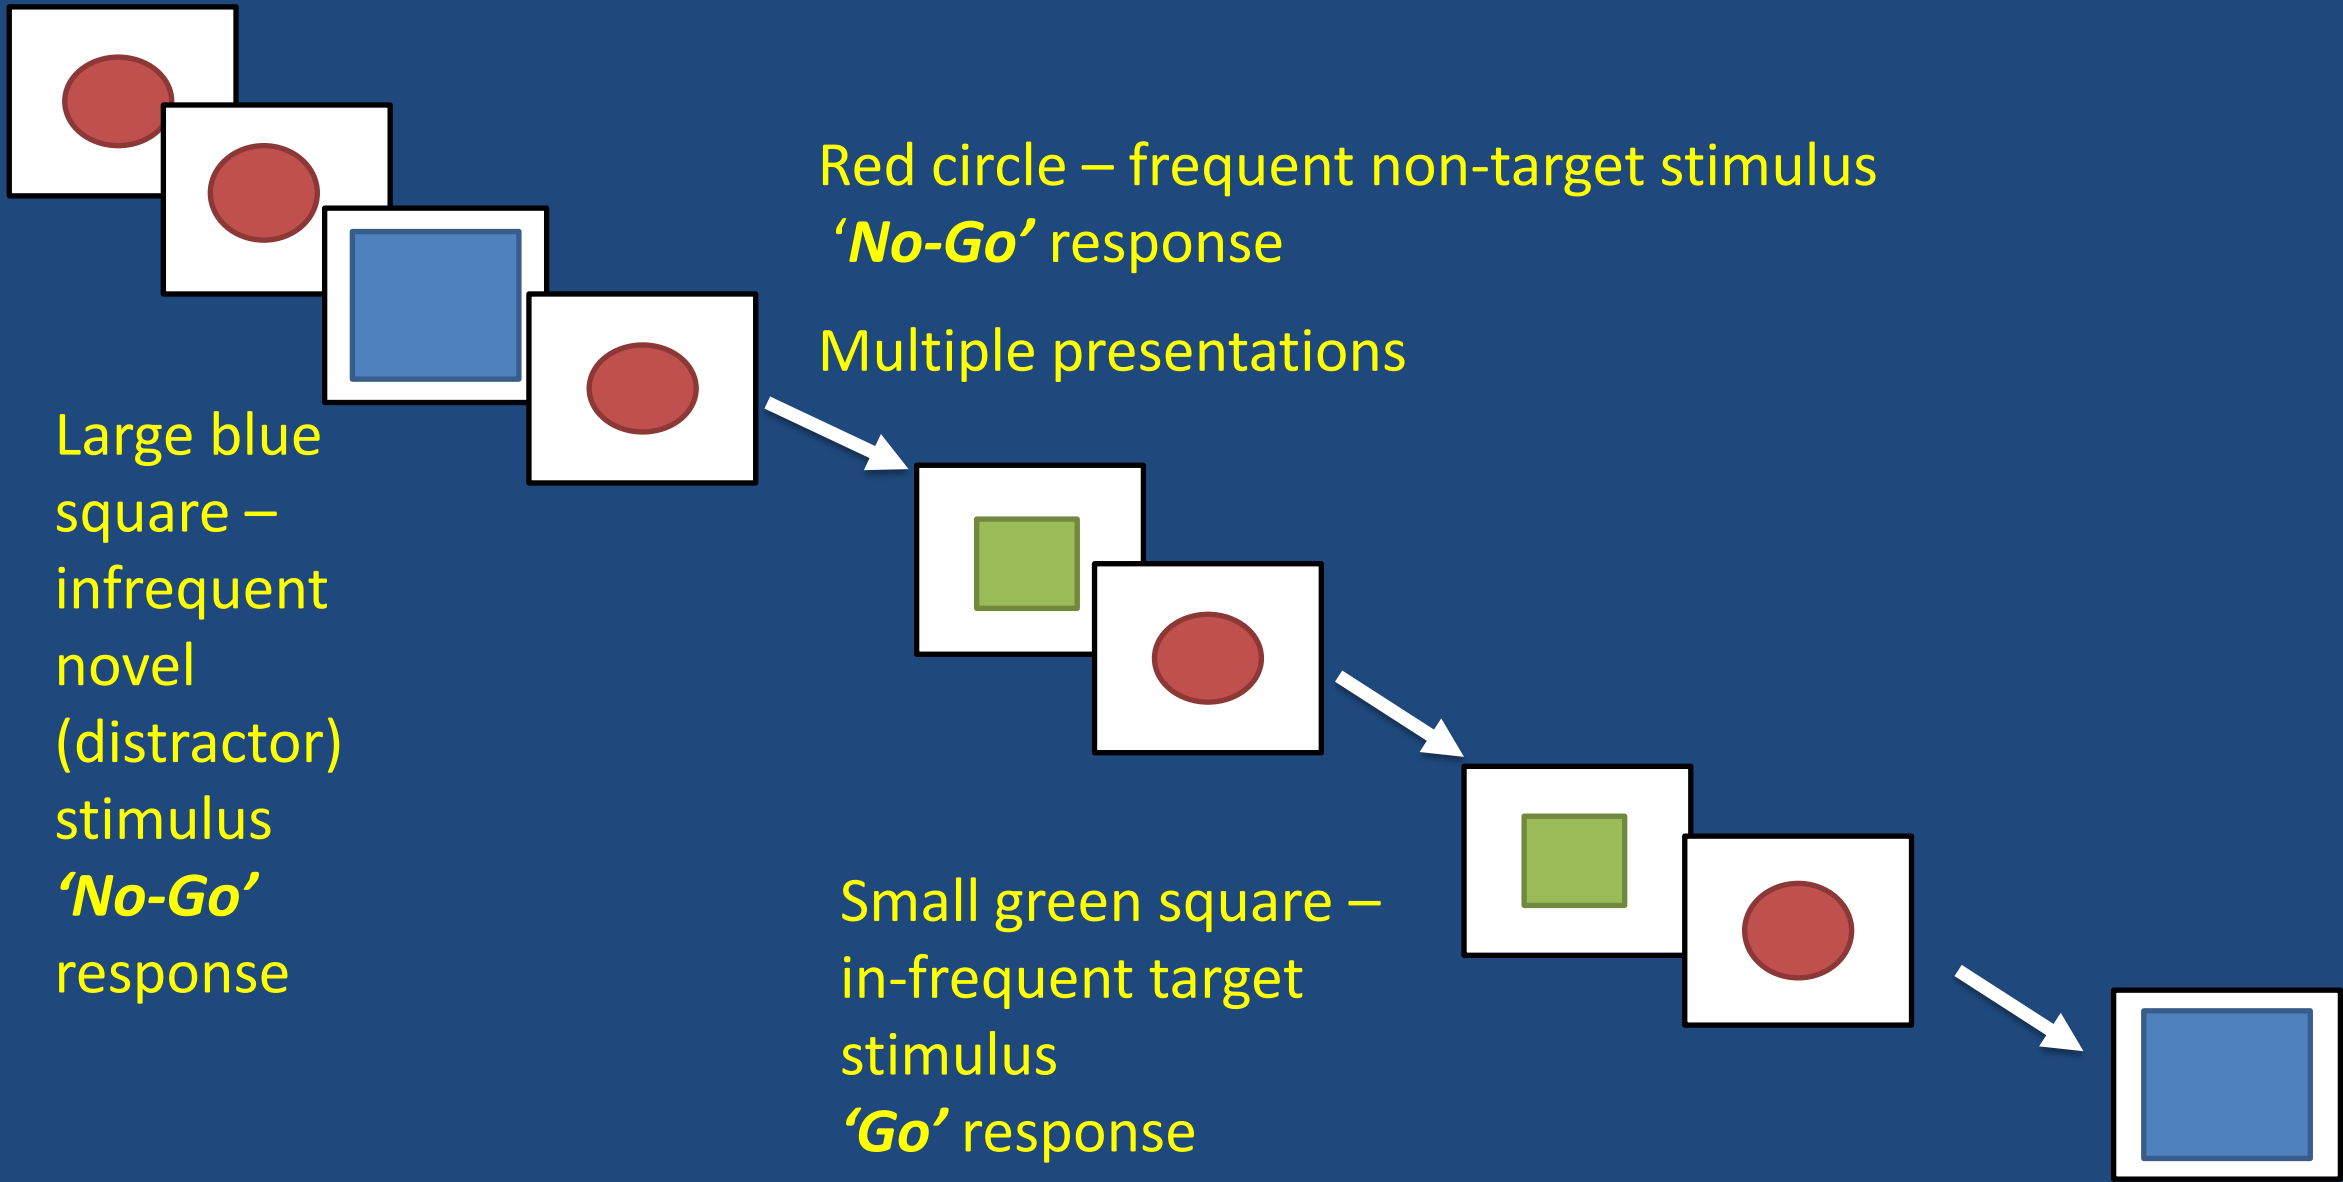 Red circle – frequent non-target stimulus
‘No-Go’ response
Multiple presentations
Large blue
square –
infrequent
novel
(distractor)
stimulus
‘No-Go’
response
Small green square –
in-frequent target
stimulus
‘Go’ response